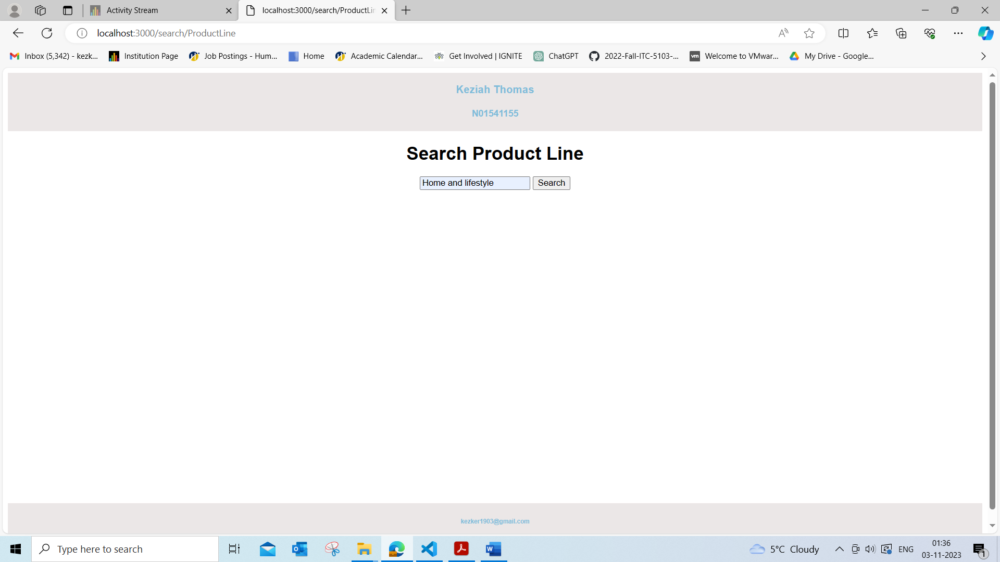 Activity Stream
localhost:3000/search/ProductLin
localhost:3000/search/ProductLine
Inbox (5,342) - kezk...
Institution Page
Job Postings - Hum...
Home
Academic Calendar...
Get Involved | IGNITE
ChatGPT
2022-Fall-ITC-5103-...
vm
Welcome to VMwar...
My Drive - Google...
Keziah Thomas
N01541155
Search Product Line
Home and lifestyle
Search
kezker1903@gmail.com
Type here to search
5°C Cloudy
ENG
01:36
03-11-2023
1